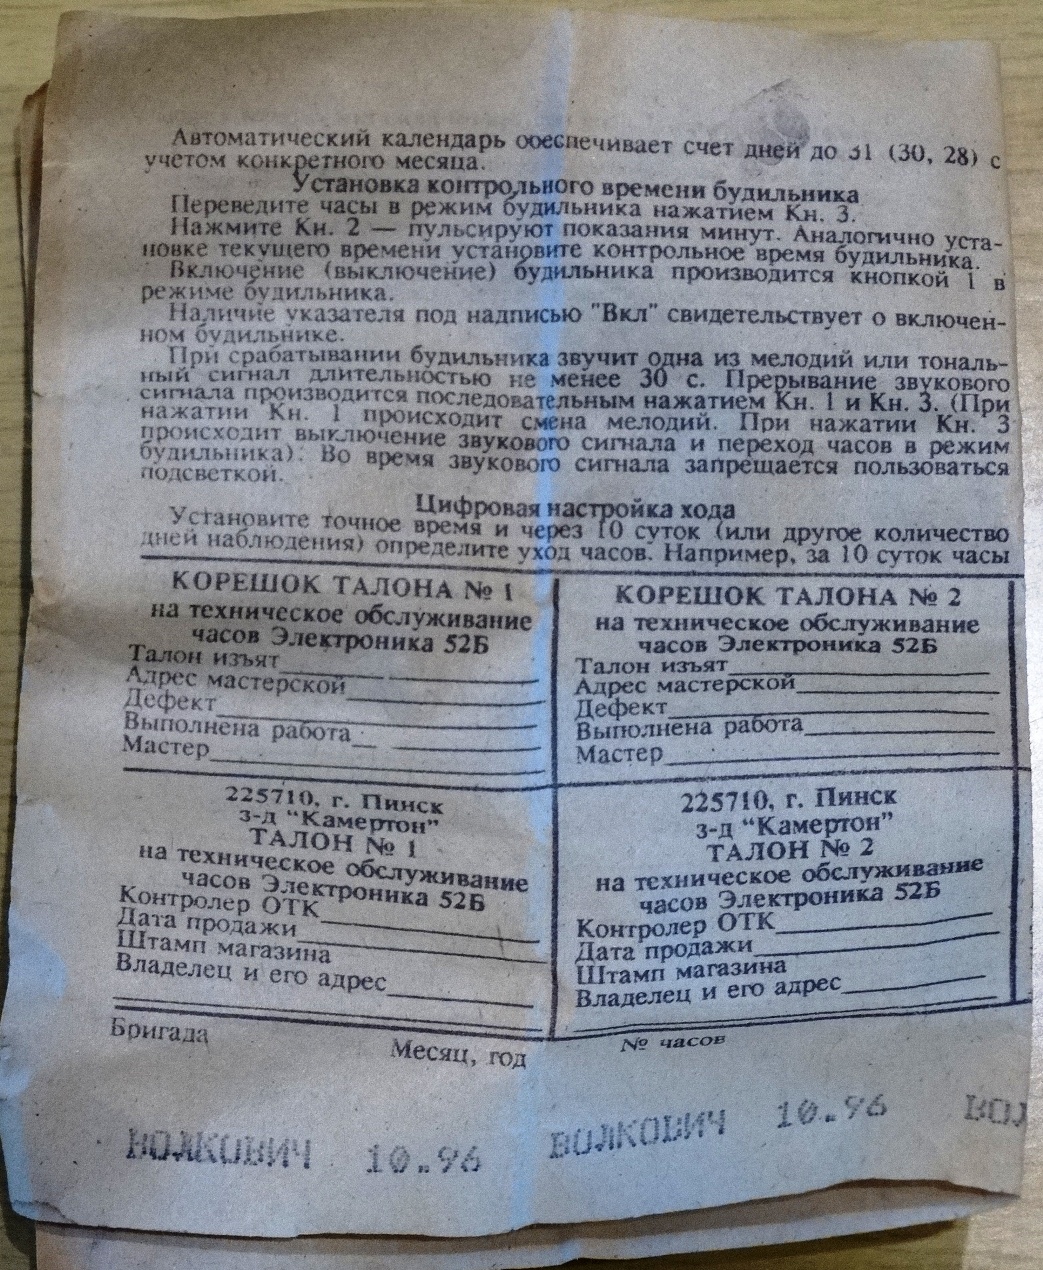 Автоматический календарь обеспечивает счет дней до 31 (30, 28) с
учетом конкретного месяца.
Установка контрольного времени будильника
Переведите часы в режим будильника нажатием Кн. 3.
Нажмите Кн. 2 — пульсируют показания минут. Аналогично уста-
новке текущего времени установите контрольное время будильника.
Включение (выключение) будильника производится кнопкой 1 в
режиме будильника.
Наличие указателя под надписью "Вкл" свидетельствует о включен-
ном будильнике.
При срабатывании будильника звучит одна из мелодий или тональ-
ный сигнал длительностью не менее 30 с. Прерывание звукового
сигнала производится последовательным нажатием Кн. 1 и Кн. 3. (При
нажатии Кн. 1 происходит смена мелодий. При нажатии Кн. 3
происходит выключение звукового сигнала и переход часов в режим
будильника). Во время звукового сигнала запрещается пользоваться
подсветкой.
Цифровая настройка хода
Установите точное время и через 10 суток (или другое количество
дней наблюдения) определите уход часов. Например, за 10 суток часы
КОРЕШОК ТАЛОНА № 1
на техническое обслуживание
часов Электроника 52Б
Талон изъят
Адрес мастерской
Дефект
Выполнена работа
Мастер
КОРЕШОК ТАЛОНА № 2
на техническое обслуживание
часов Электроника 52Б
Талон изъят
Адрес мастерской
Дефект
Выполнена работа
Мастер
225710, г. Пинск
з-д "Камертон"
ТАЛОН № 1
на техническое обслуживание
часов Электроника 52Б
Контролер ОТК
Дата продажи
Штамп магазина
Владелец и его адрес
225710, г. Пинск
з-д "Камертон"
ТАЛОН № 2
на техническое обслуживание
часов Электроника 52Б
Контролер ОТК
Дата продажи
Штамп магазина
Владелец и его адрес
Бригада Месяц, год № часов
ВОЛКОВИЧ 10.96 ВОЛКОВИЧ 10.96